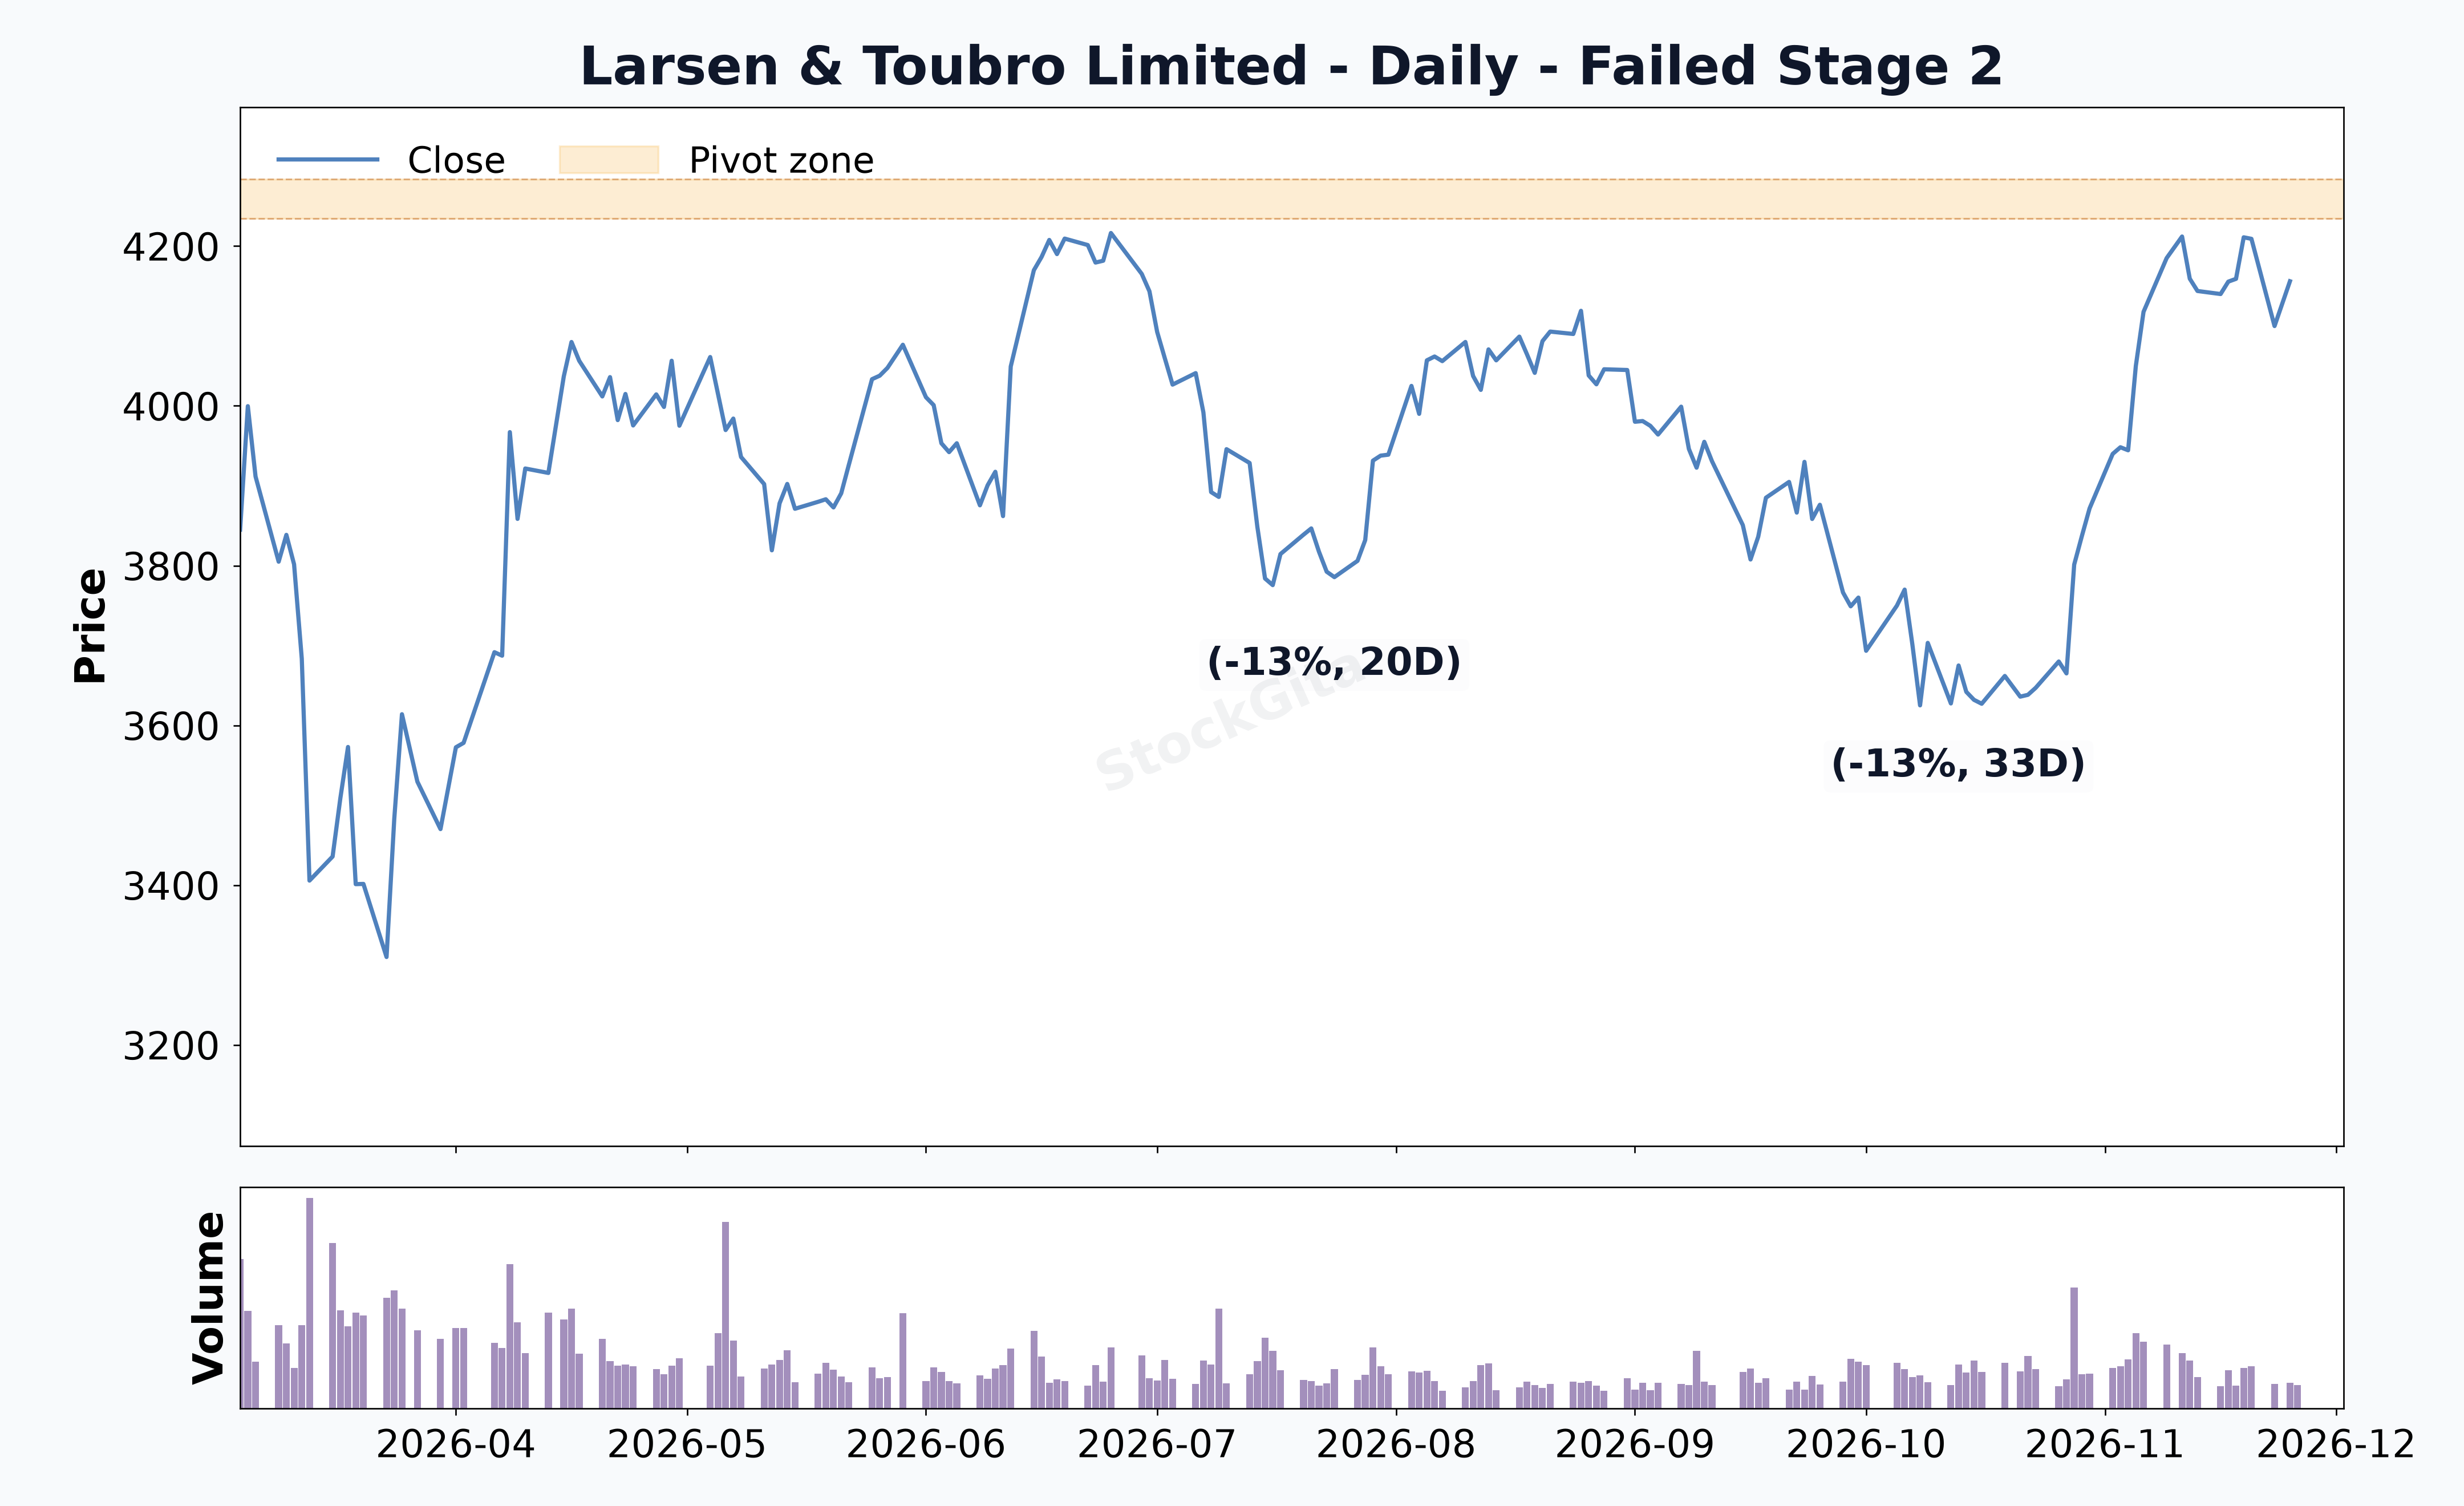 Larsen & Toubro Limited - Daily - Failed Stage 2
Close
Pivot zone
4200
4000
3800
3600
3400
3200
Price
(-13%, 20D)
StockGita
(-13%, 33D)
Volume
2026-04
2026-05
2026-06
2026-07
2026-08
2026-09
2026-10
2026-11
2026-12